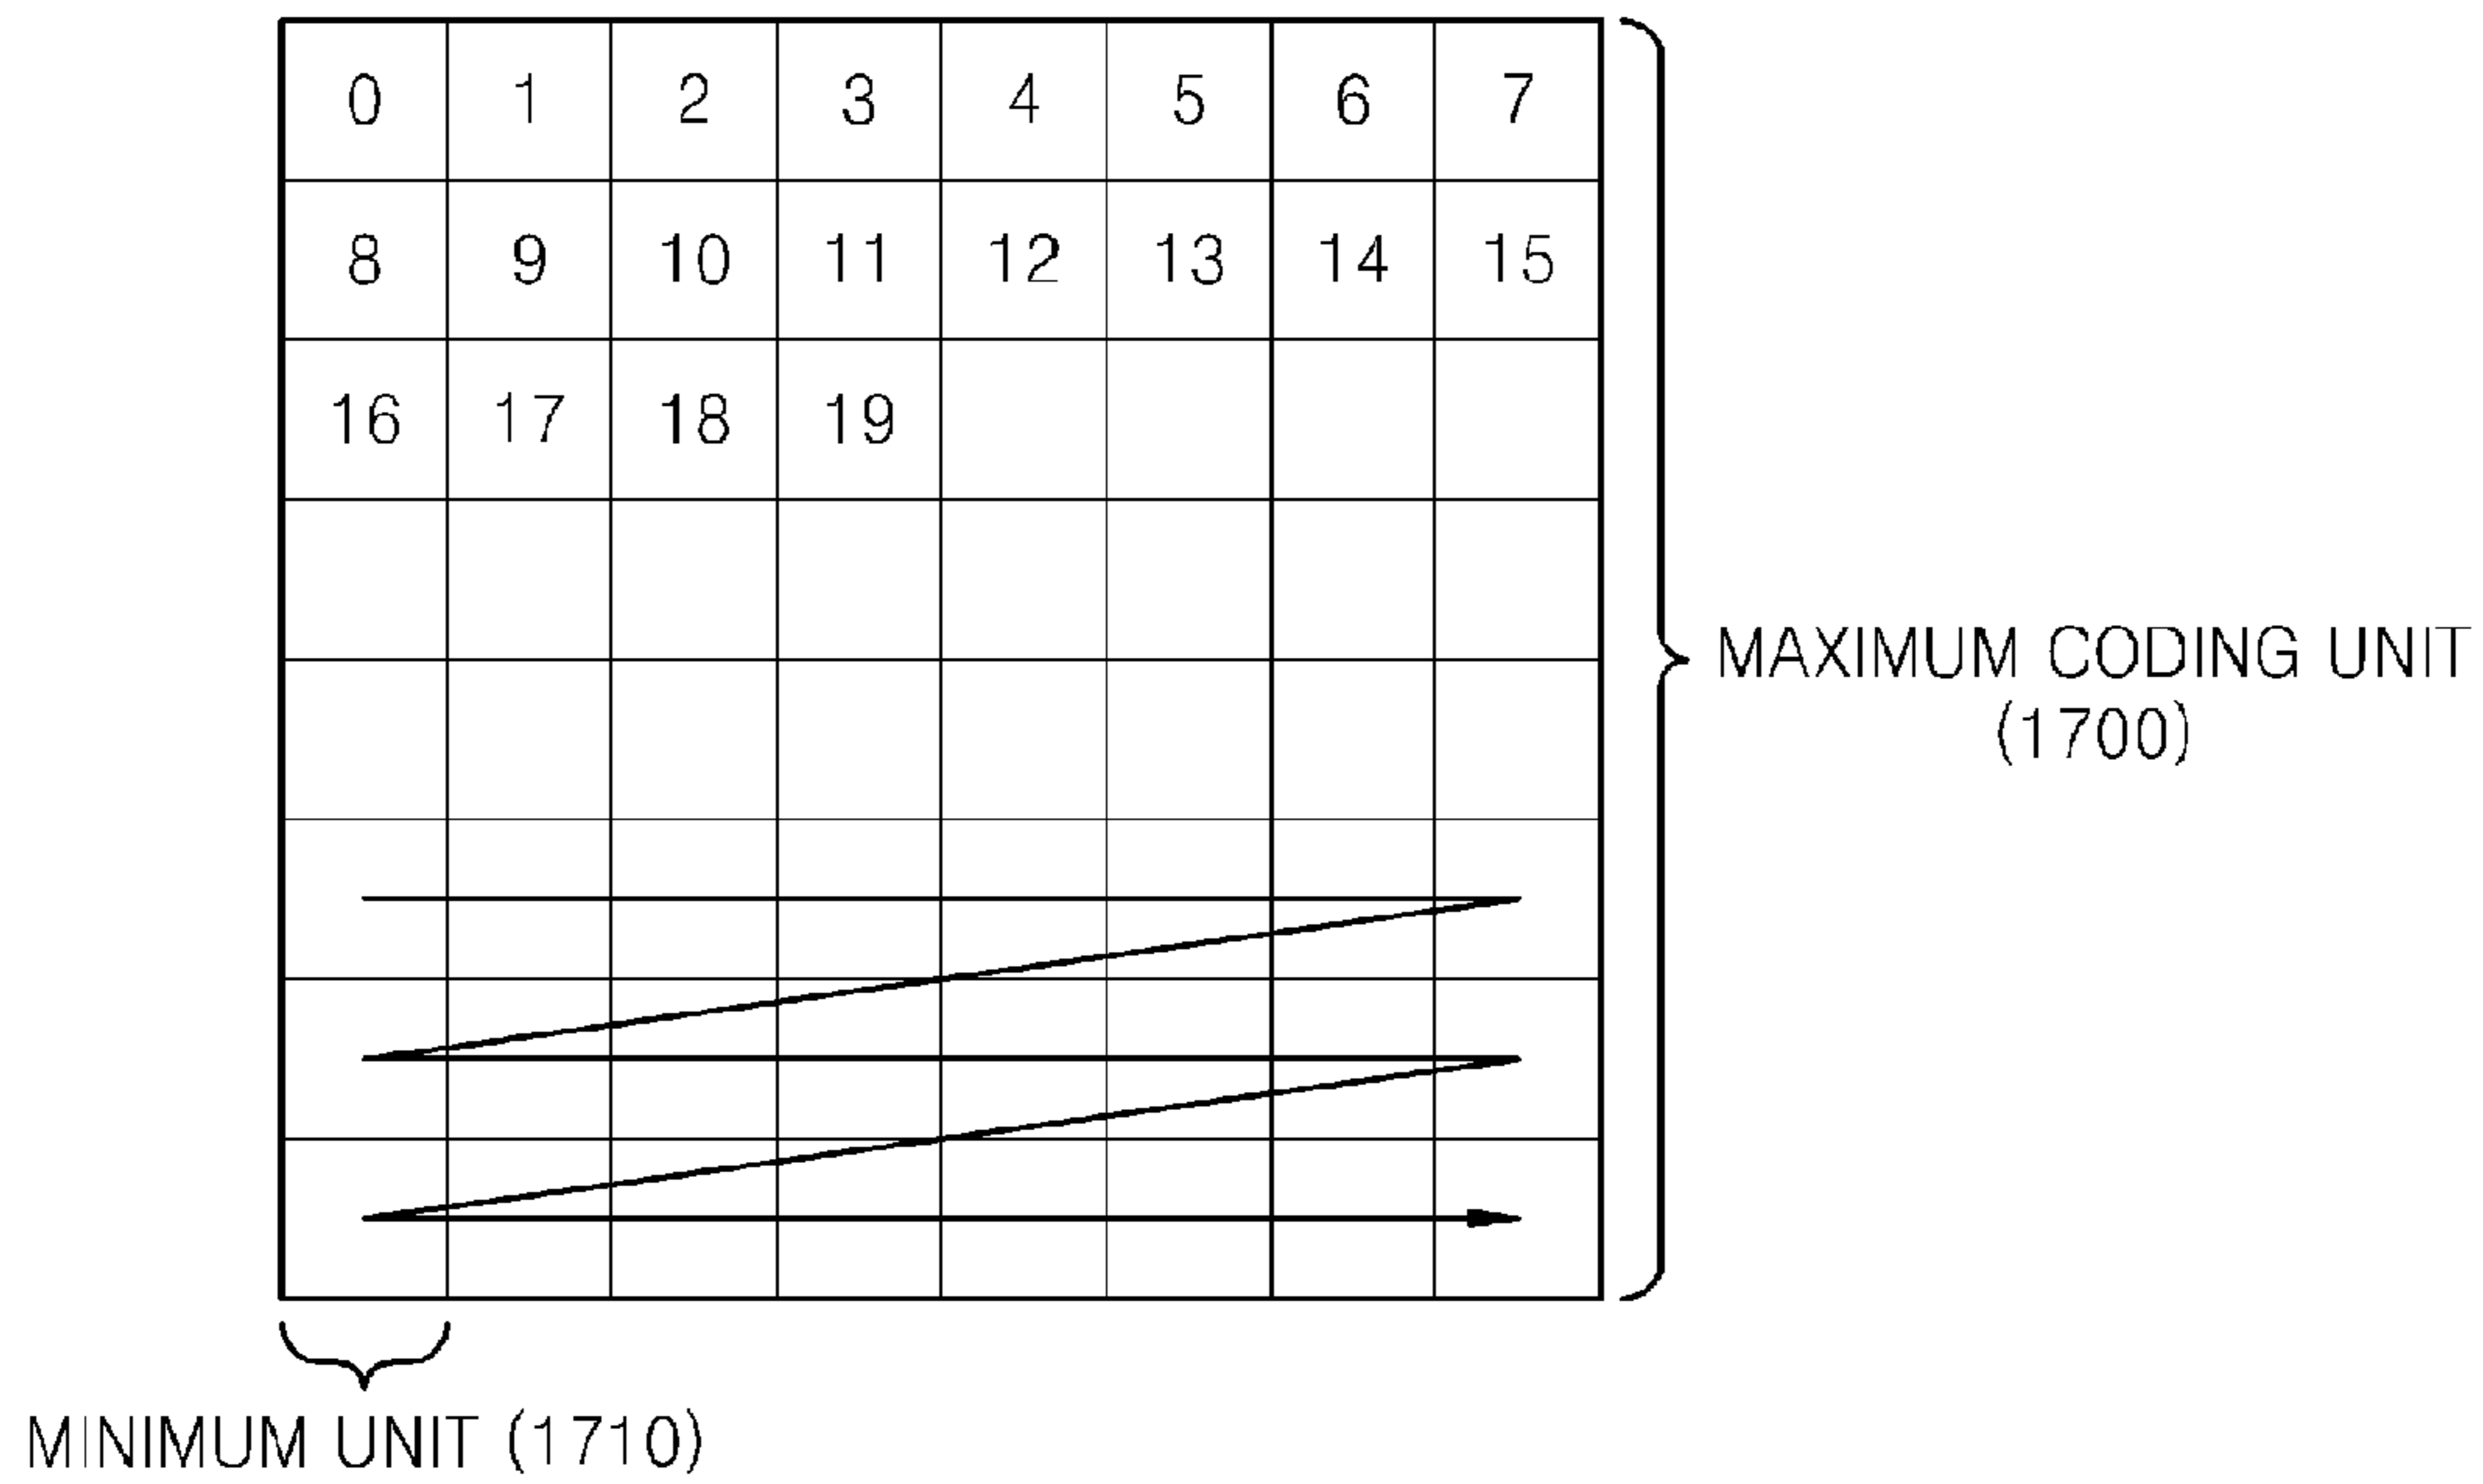 0 1 2 3 4 5 6 7
8 9 10 11 12 13 14 15
16 17 18 19
MAXIMUM CODING UNIT
(1700)
MINIMUM UNIT (1710)